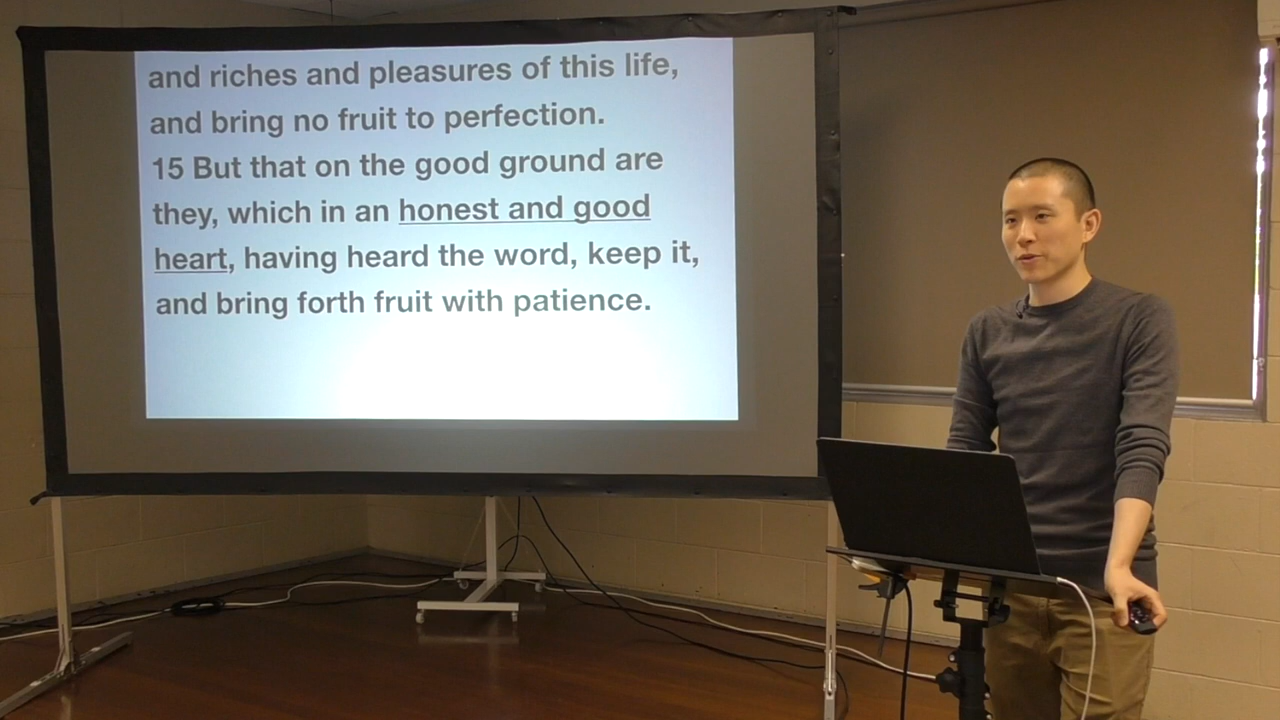 and riches and pleasures of this life,
and bring no fruit to perfection.
15 But that on the good ground are
they, which in an honest and good
heart, having heard the word, keep it,
and bring forth fruit with patience.